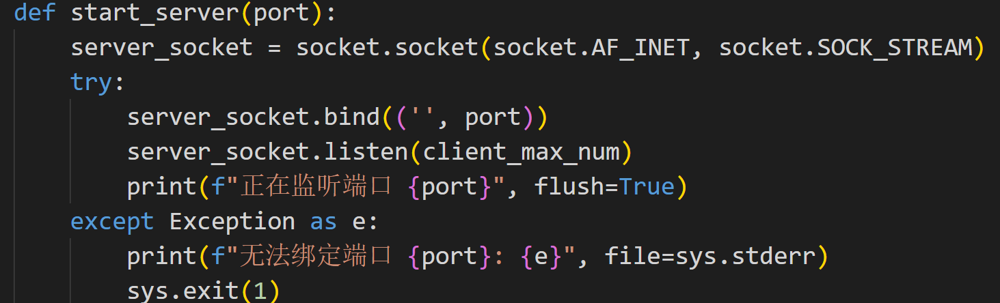 def start_server(port):
    server_socket = socket.socket(socket.AF_INET, socket.SOCK_STREAM)
    try:
        server_socket.bind(('', port))
        server_socket.listen(client_max_num)
        print(f"正在监听端口 {port}", flush=True)
    except Exception as e:
        print(f"无法绑定端口 {port}: {e}", file=sys.stderr)
        sys.exit(1)